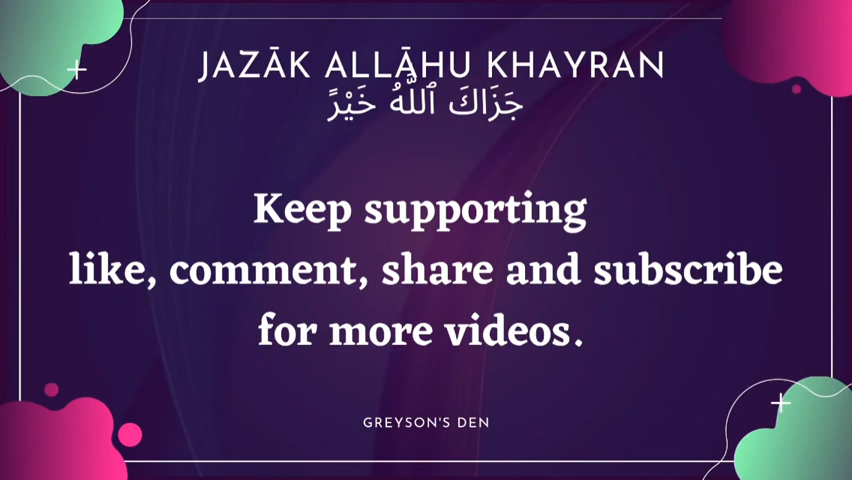 JAZĀK ALLĀHU KHAYRAN
جَزَاكَ ٱللَّٰهُ خَيْرً
Keep supporting
like, comment, share and subscribe
for more videos.
GREYSON'S DEN